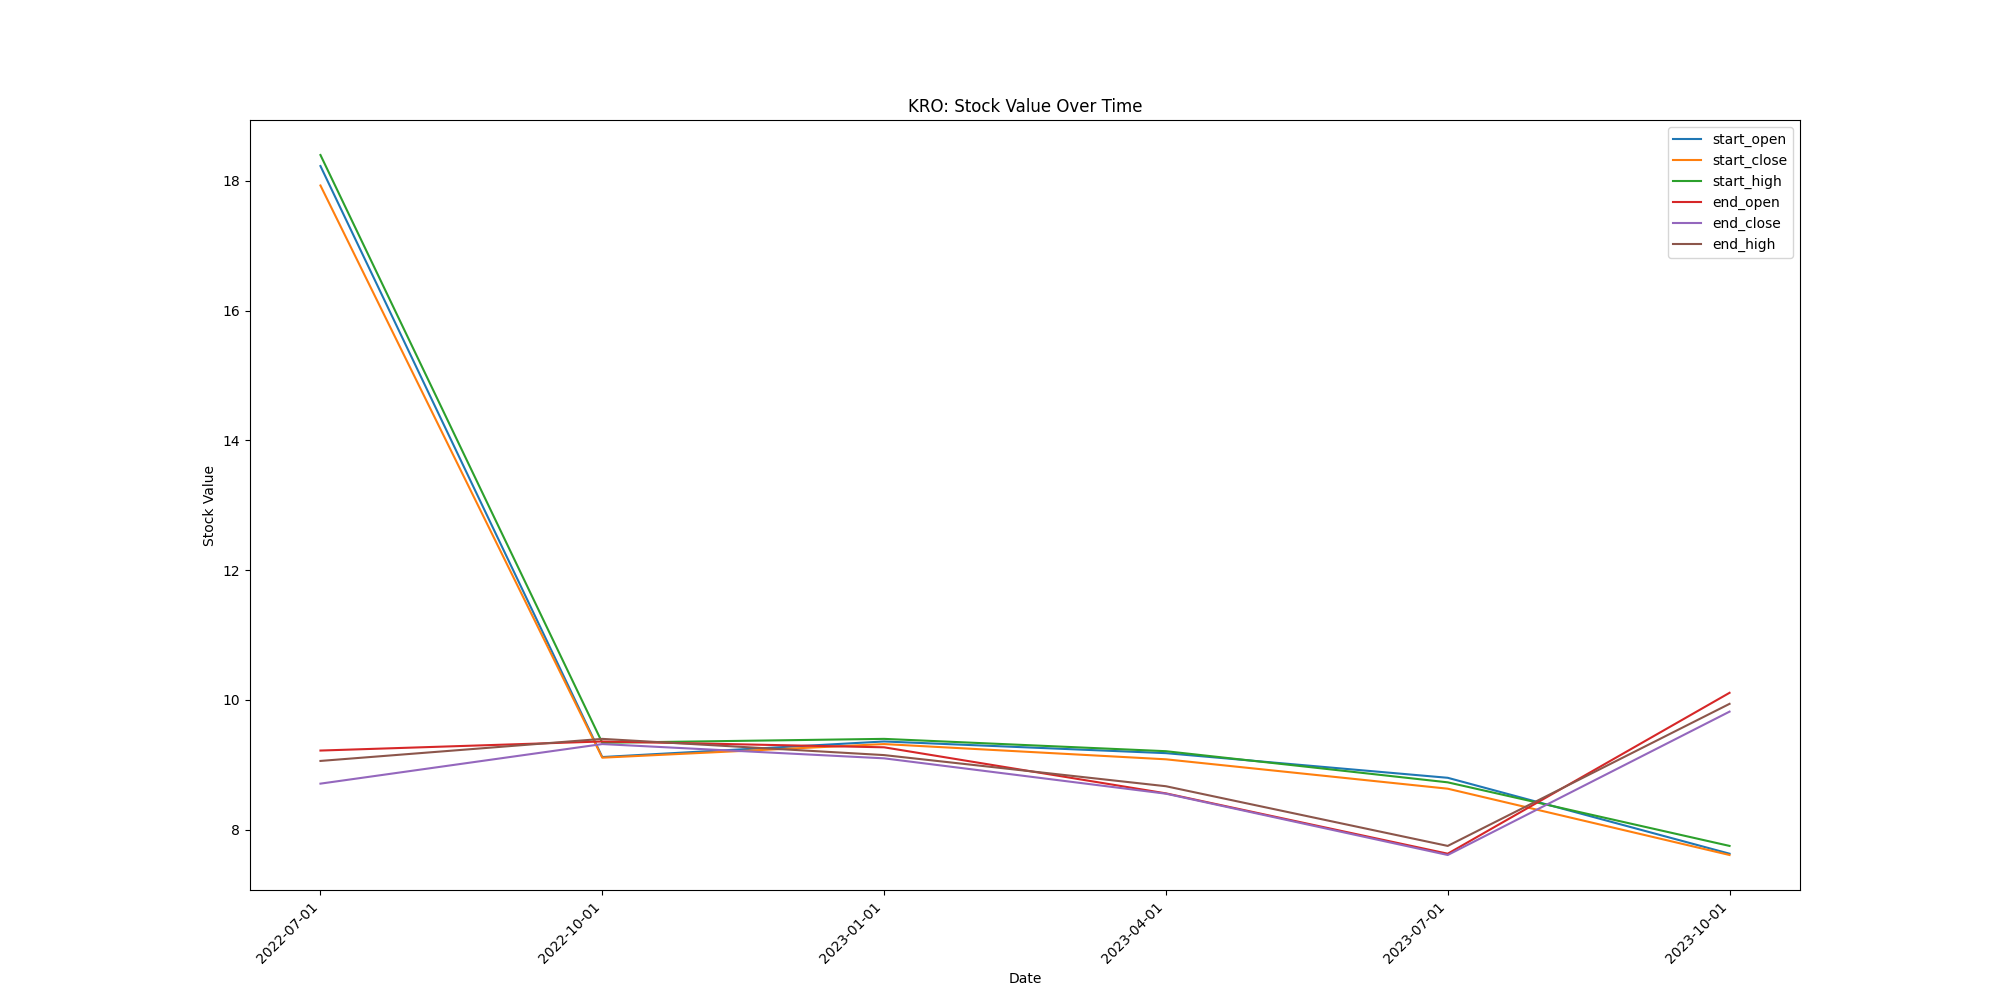 KRO: Stock Value Over Time
start_open
start_close
start_high
end_open
end_close
end_high
Stock Value
18
16
14
12
10
8
2022-07-01
2022-10-01
2023-01-01
2023-04-01
2023-07-01
2023-10-01
Date